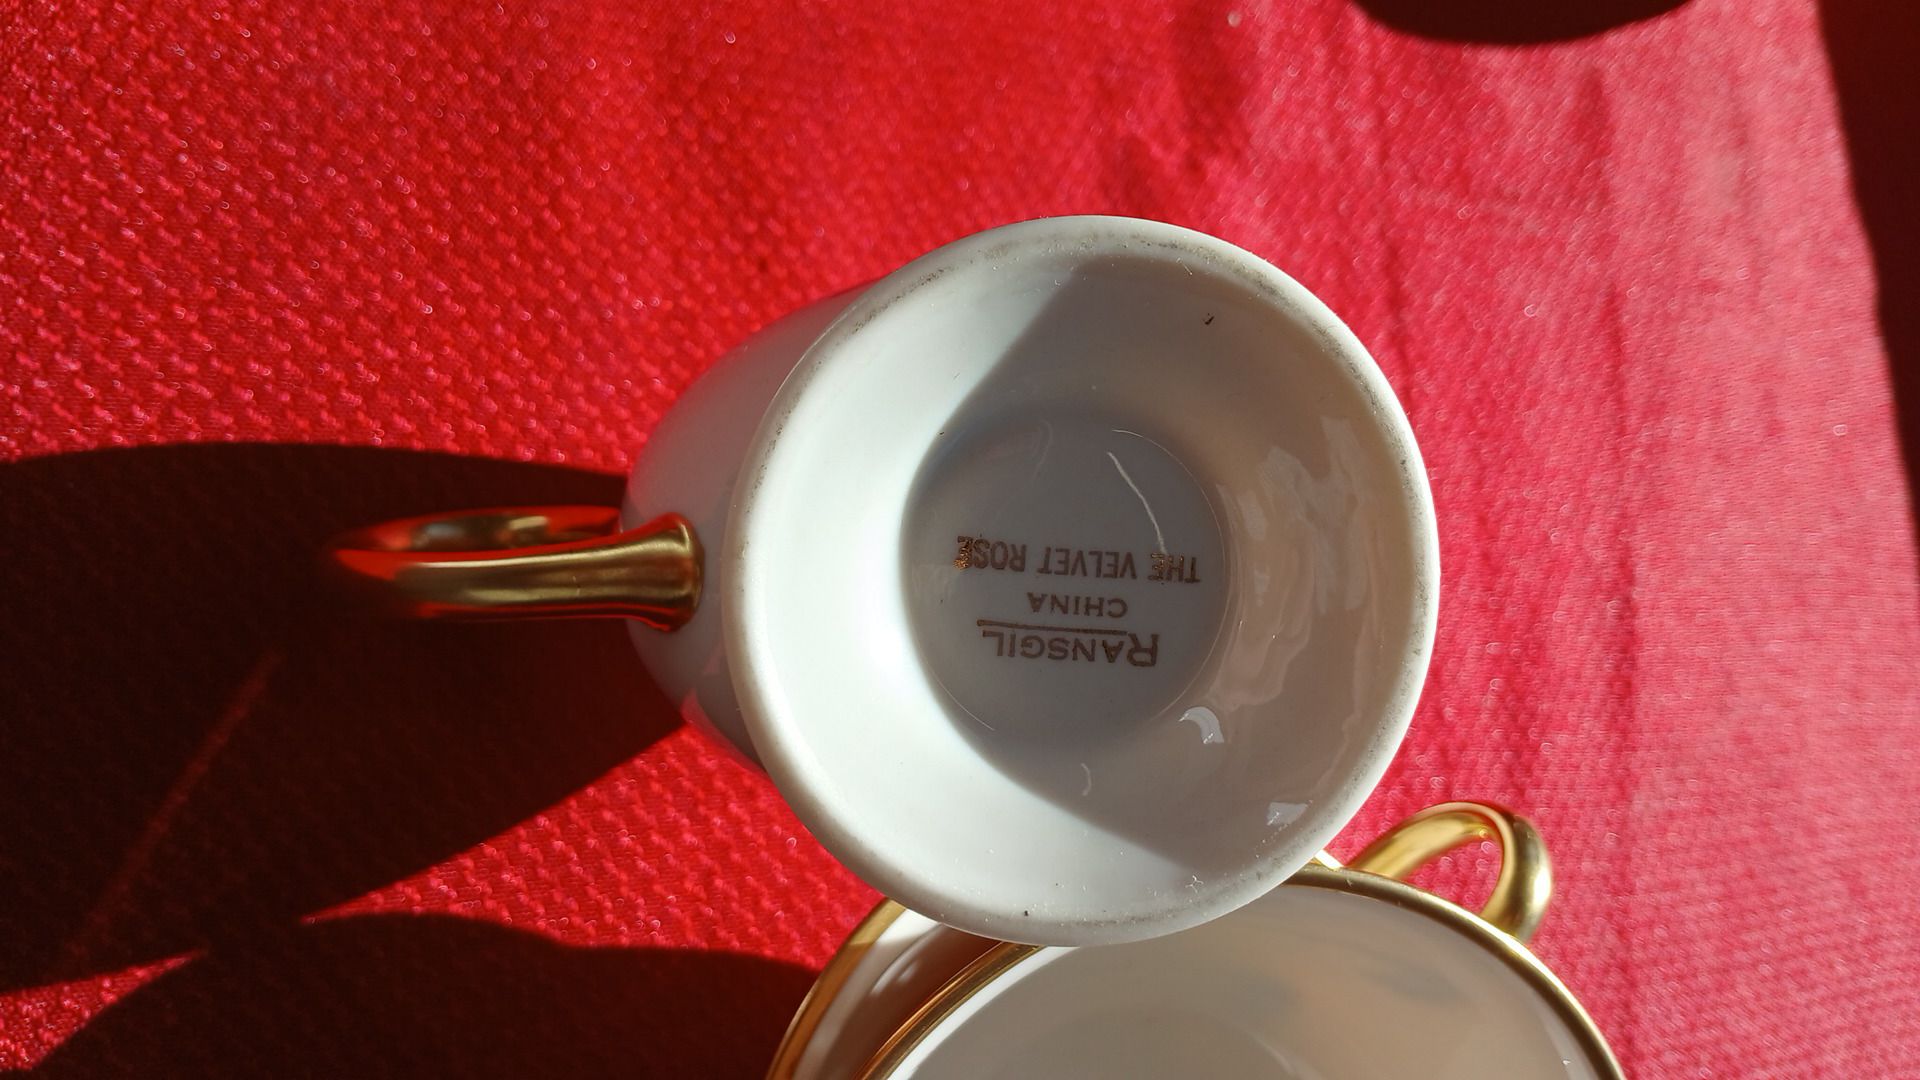 RANSGIL
CHINA
THE VELVET ROSE